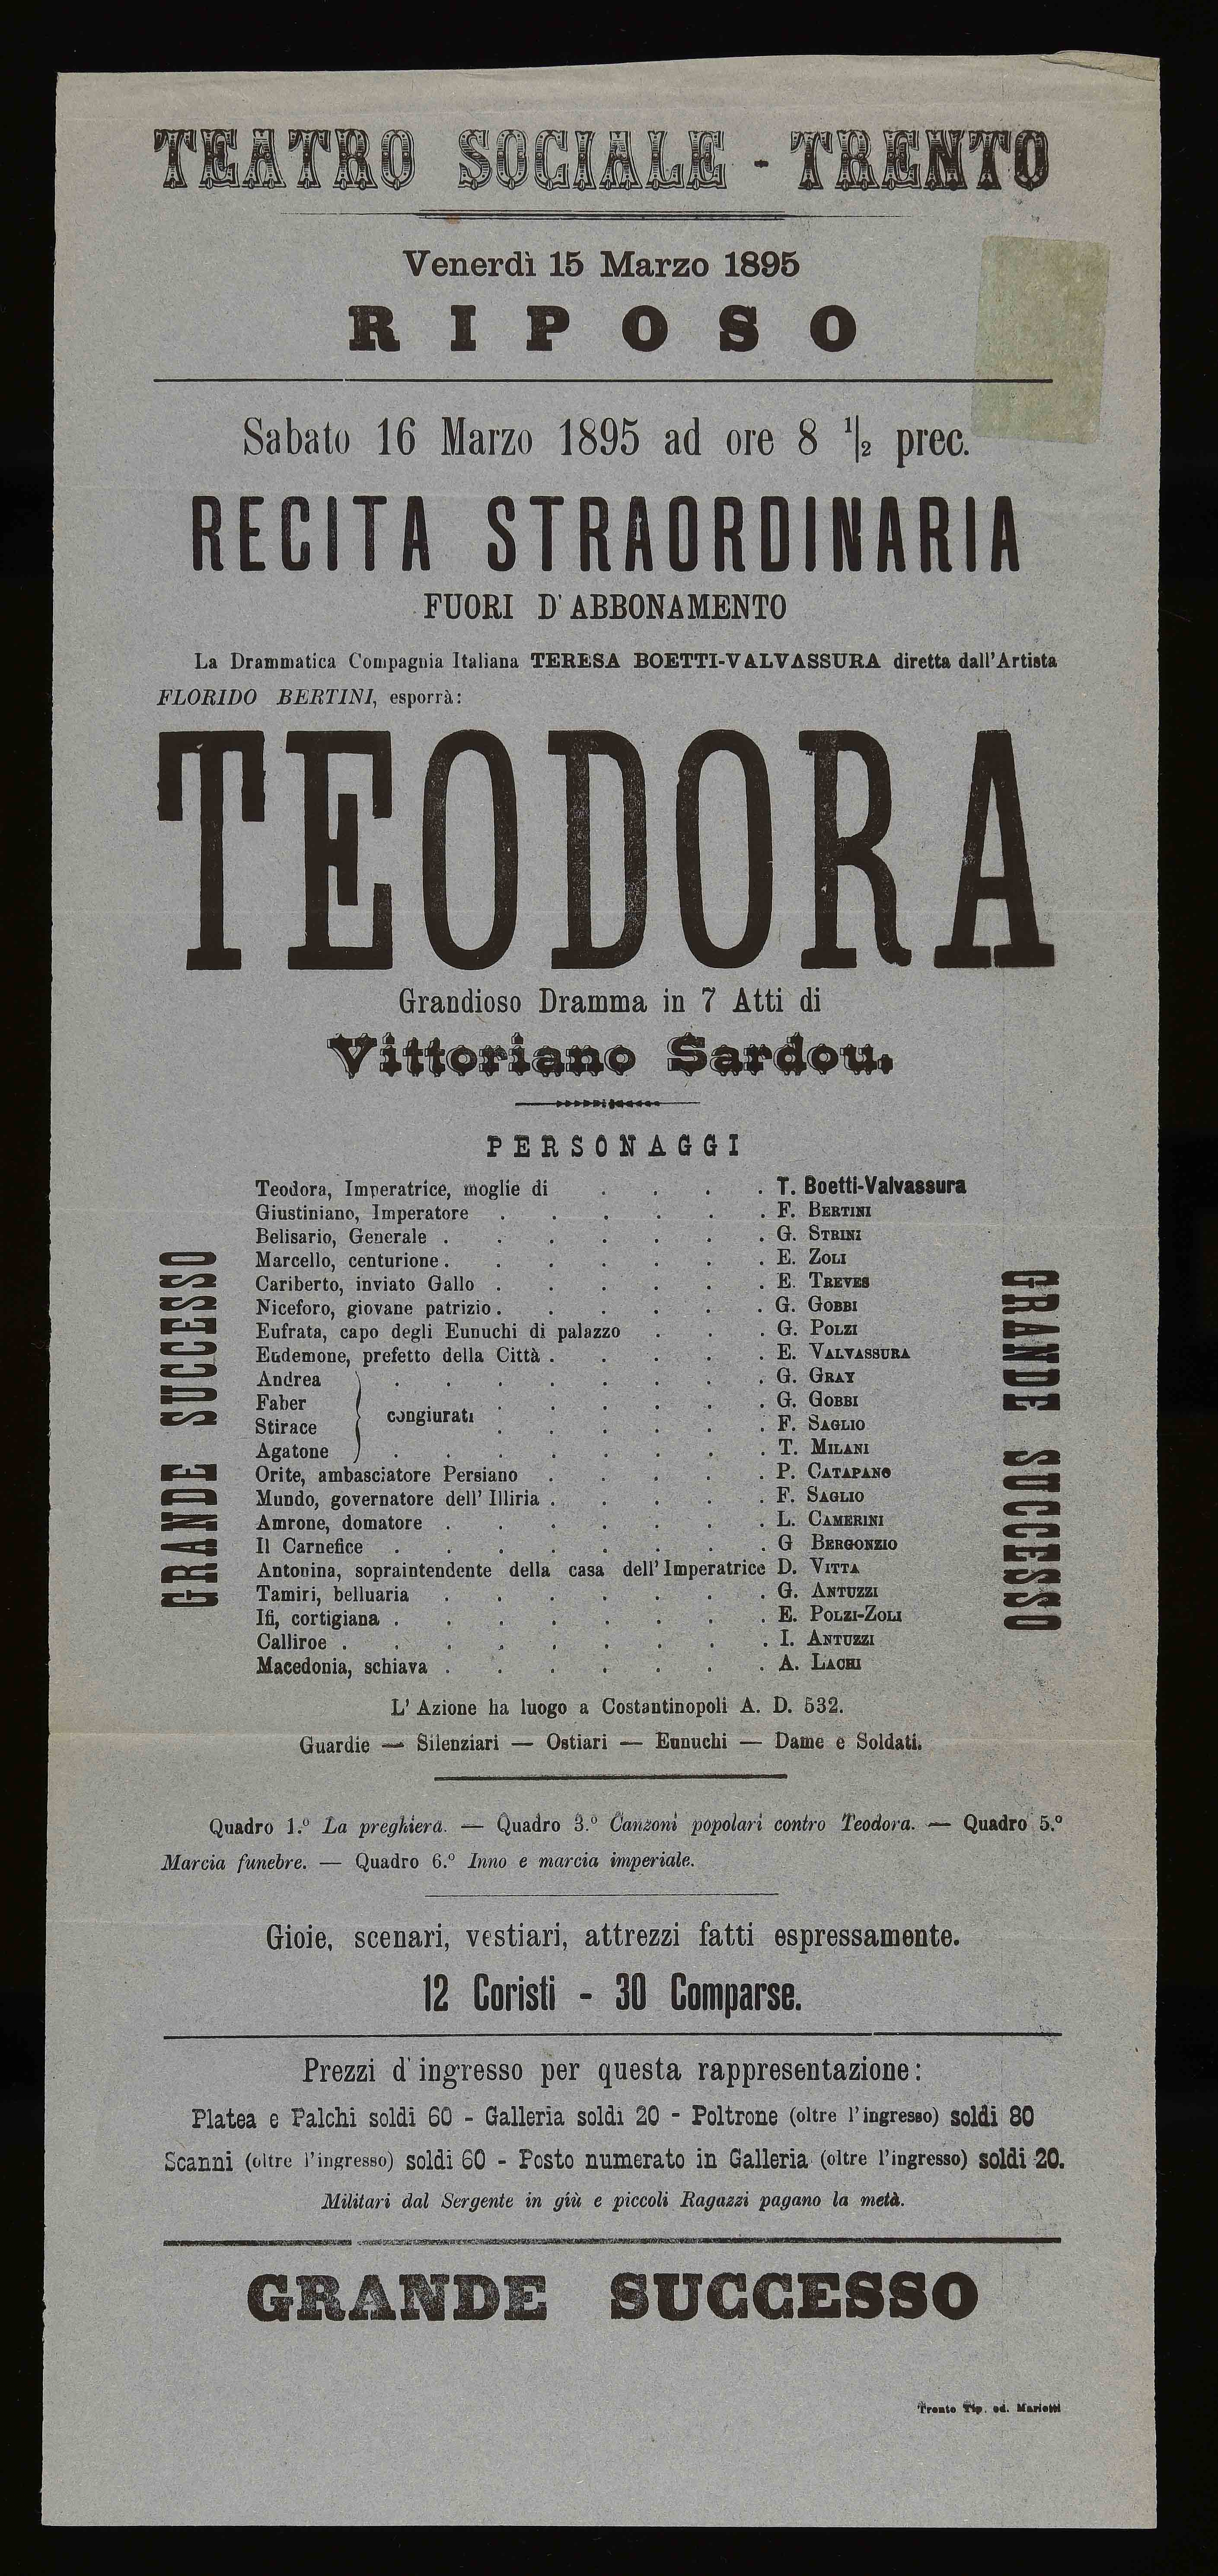 TEATRO SOCIALE - TRENTO
Venerdì 15 Marzo 1895
RIPOSO
Sabato 16 Marzo 1895 ad ore 8 1/2 prec.
RECITA STRAORDINARIA
FUORI D'ABBONAMENTO
La Drammatica Compagnia Italiana TERESA BOETTI-VALVASSURA diretta dall'Artista
FLORIDO BERTINI, esporrà:
TEODORA
Grandioso Dramma in 7 Atti di
Vittoriano Sardou.
PERSONAGGI
Teodora, Imperatrice, moglie di . . . . T. Boetti-Valvassura
Giustiniano, Imperatore . . . . . . F. BERTINI
Belisario, Generale . . . . . . . G. STRINI
Marcello, centurione . . . . . . . E. ZOLI
Cariberto, inviato Gallo . . . . . . E. TREVES
Niceforo, giovane patrizio . . . . . . G. GOBBI
Eufrata, capo degli Eunuchi di palazzo . . . G. POLZI
Eudemone, prefetto della Città . . . . . E. VALVASSURA
Andrea . . . . . . . . G. GRAY
Faber . . . . . . G. GOBBI
congiurati
Stirace . . . . . . F. SAGLIO
Agatone . . . . . . . . T. MILANI
Orite, ambasciatore Persiano . . . . . P. CATAPANO
Mundo, governatore dell'Illiria . . . . . F. SAGLIO
Amrone, domatore . . . . . . . L. CAMERINI
Il Carnefice . . . . . . . . G BERGONZIO
Antonina, sopraintendente della casa dell'Imperatrice D. VITTA
Tamiri, belluaria . . . . . . . G. ANTUZZI
Ifi, cortigiana . . . . . . . . E. POLZI-ZOLI
Calliroe . . . . . . . . . I. ANTUZZI
Macedonia, schiava . . . . . . . A. LACHI
GRANDE SUCCESSO
GRANDE SUCCESSO
L'Azione ha luogo a Costantinopoli A. D. 532.
Guardie — Silenziari — Ostiari — Eunuchi — Dame e Soldati.
Quadro 1.º La preghiera. — Quadro 3.º Canzoni popolari contro Teodora. — Quadro 5.º
Marcia funebre. — Quadro 6.º Inno e marcia imperiale.
Gioie, scenari, vestiari, attrezzi fatti espressamente.
12 Coristi - 30 Comparse.
Prezzi d'ingresso per questa rappresentazione:
Platea e Palchi soldi 60 - Galleria soldi 20 - Poltrone (oltre l'ingresso) soldi 80
Scanni (oltre l'ingresso) soldi 60 - Posto numerato in Galleria (oltre l'ingresso) soldi 20.
Militari dal Sergente in giù e piccoli Ragazzi pagano la metà.
GRANDE SUCCESSO
Trento Tip. ed. Marietti